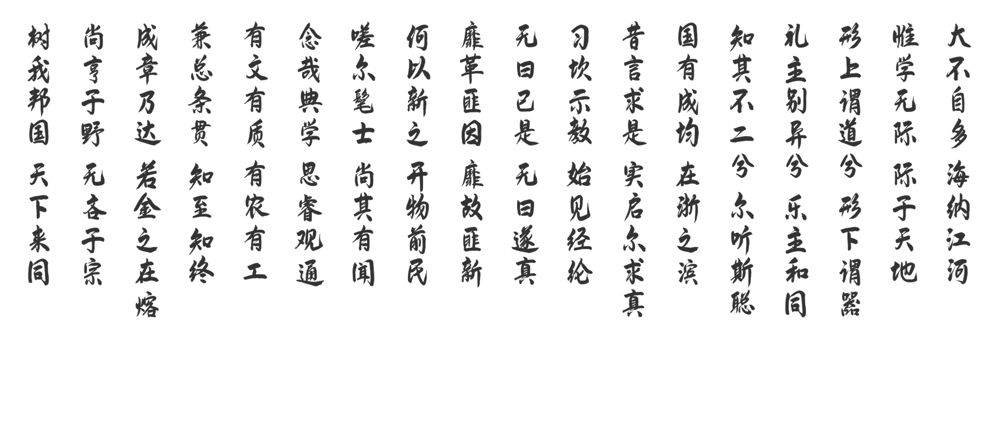 大不自多 海纳江河
惟学无际 际于天地
形上谓道兮 形下谓器
礼主别异兮 乐主和同
知其不二兮 尔听斯聪
国有成均 在浙之滨
昔言求是 实启尔求真
习坎示教 始见经纶
无曰已是 无曰遂真
靡革匪因 靡故匪新
何以新之 开物前民
嗟尔髦士 尚其有闻
念哉典学 思睿观通
有文有质 有农有工
兼总条贯 知至知终
成章乃达 若金之在熔
尚亨于野 无吝于宗
树我邦国 天下来同